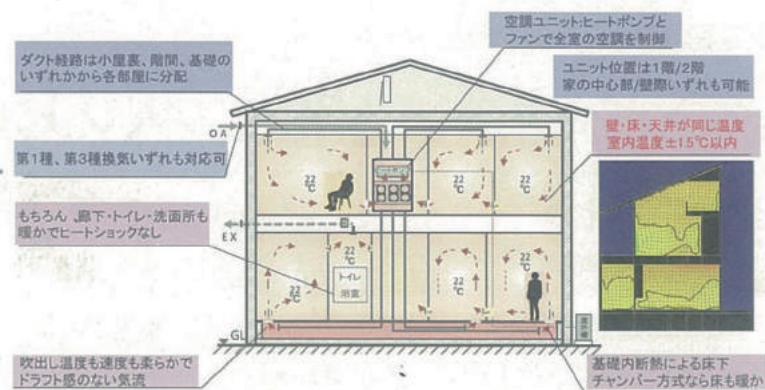 空調ユニット:ヒートポンプと
ファンで全室の空調を制御
ダクト経路は小屋裏、階間、基礎の
いずれかから各部屋に分配
ユニット位置は1階/2階
家の中心部/壁際いずれも可能
OA
壁・床・天井が同じ温度
室内温度±1.5℃以内
第1種、第3種換気いずれも対応可
22
℃
22
℃
22
℃
もちろん、廊下・トイレ・洗面所も
暖かでヒートショックなし
EX
22
℃
22
℃
22
℃
22
℃
トイレ
浴室
GL
吹出し温度も速度も柔らかで
ドラフト感のない気流
基礎内断熱による床下
チャンバー方式なら床も暖か